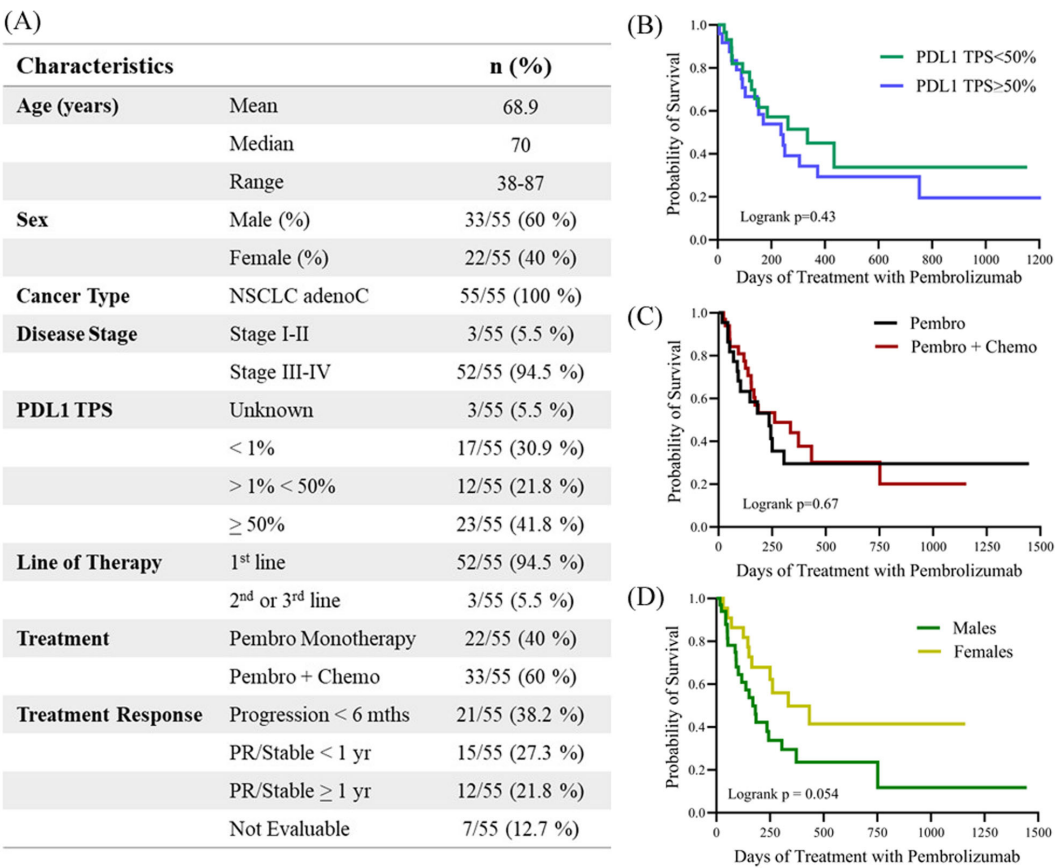 (A)
Characteristics n (%)
Age (years) Mean 68.9
Median 70
Range 38-87
Sex Male (%) 33/55 (60 %)
Female (%) 22/55 (40 %)
Cancer Type NSCLC adenoC 55/55 (100 %)
Disease Stage Stage I-II 3/55 (5.5 %)
Stage III-IV 52/55 (94.5 %)
PDL1 TPS Unknown 3/55 (5.5 %)
< 1% 17/55 (30.9 %)
> 1% < 50% 12/55 (21.8 %)
≥ 50% 23/55 (41.8 %)
Line of Therapy 1st line 52/55 (94.5 %)
2nd or 3rd line 3/55 (5.5 %)
Treatment Pembro Monotherapy 22/55 (40 %)
Pembro + Chemo 33/55 (60 %)
Treatment Response Progression < 6 mths 21/55 (38.2 %)
PR/Stable < 1 yr 15/55 (27.3 %)
PR/Stable ≥ 1 yr 12/55 (21.8 %)
Not Evaluable 7/55 (12.7 %)
(B)
Probability of Survival
1.0
0.8
0.6
0.4
0.2
0.0
PDL1 TPS<50%
PDL1 TPS≥50%
Logrank p=0.43
0 200 400 600 800 1000 1200
Days of Treatment with Pembrolizumab
(C)
Probability of Survival
1.0
0.8
0.6
0.4
0.2
0.0
Pembro
Pembro + Chemo
Logrank p=0.67
0 250 500 750 1000 1250 1500
Days of Treatment with Pembrolizumab
(D)
Probability of Survival
1.0
0.8
0.6
0.4
0.2
0.0
Males
Females
Logrank p = 0.054
0 250 500 750 1000 1250 1500
Days of Treatment with Pembrolizumab